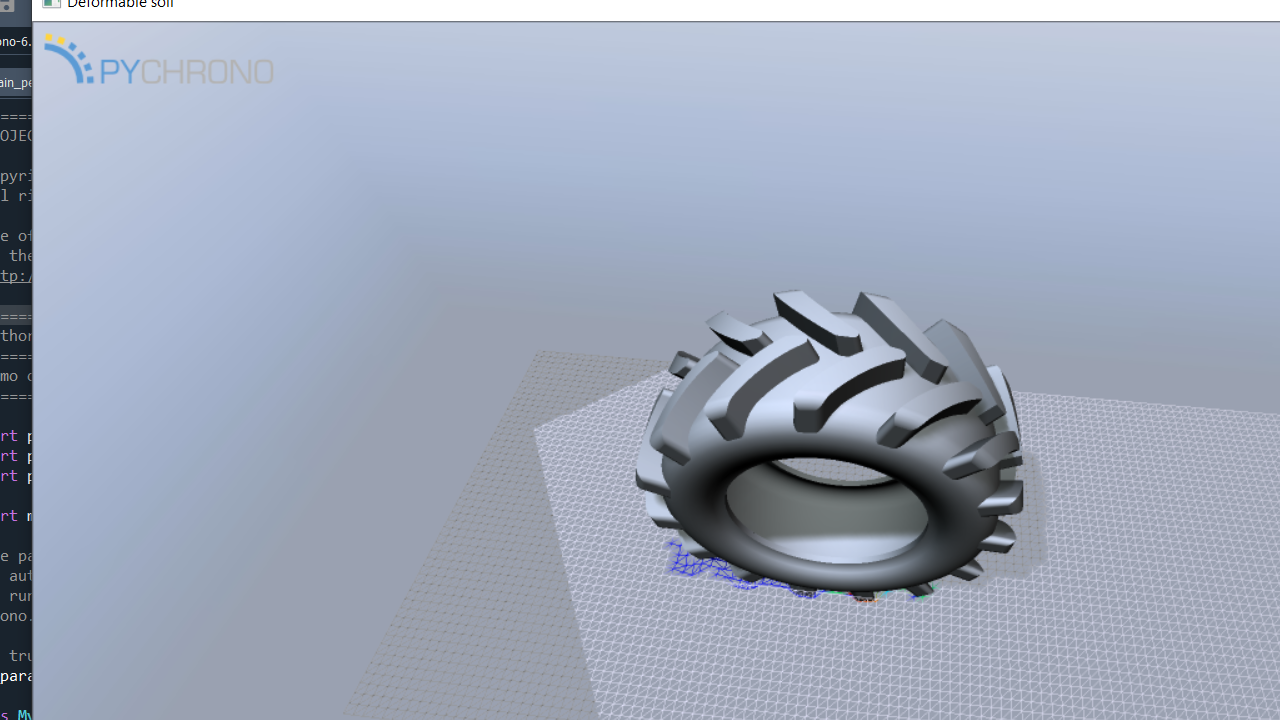 Deformable soil
PYCHRONO
ono-6.
ain_pe
====
OJEC
pyri
l ri
e of
the
tp:/
====
thor
====
mo c
====
rt p
rt p
rt p
rt m
e pa
aut
run
ono.
tru
para
s My